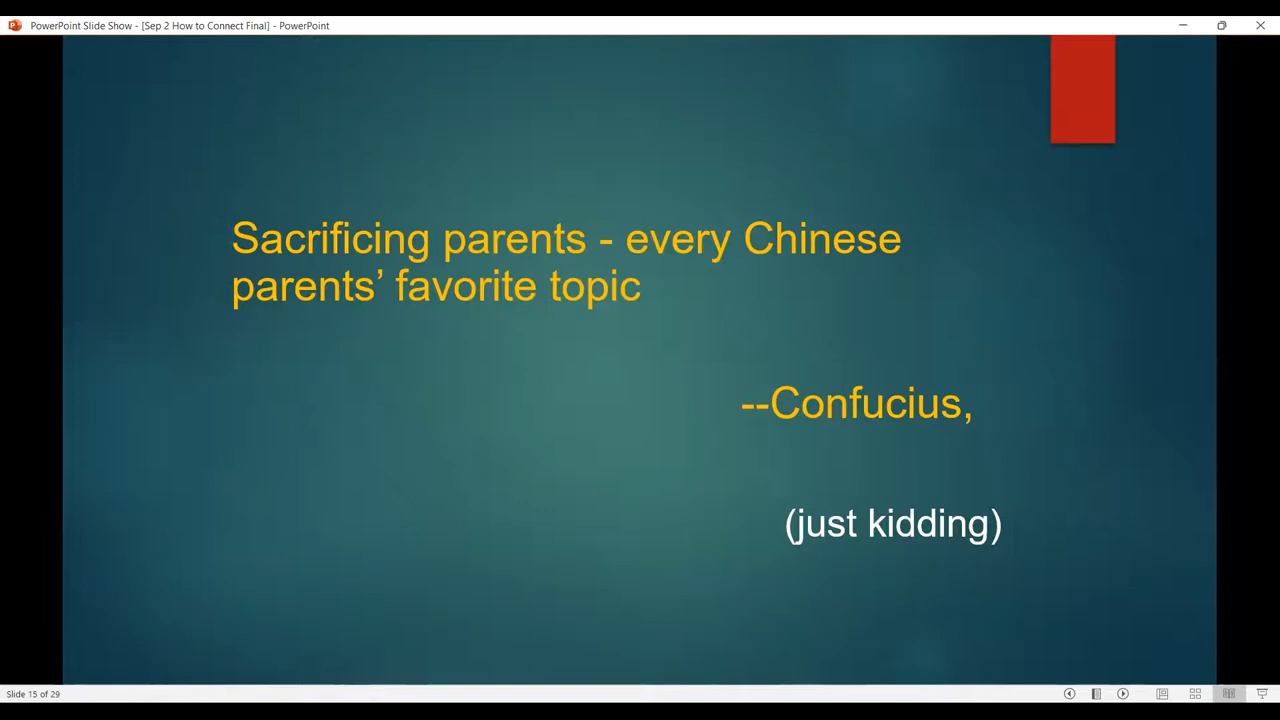 PowerPoint Slide Show - [Sep 2 How to Connect Final] - PowerPoint
Sacrificing parents - every Chinese
parents’ favorite topic
--Confucius,
(just kidding)
Slide 15 of 29